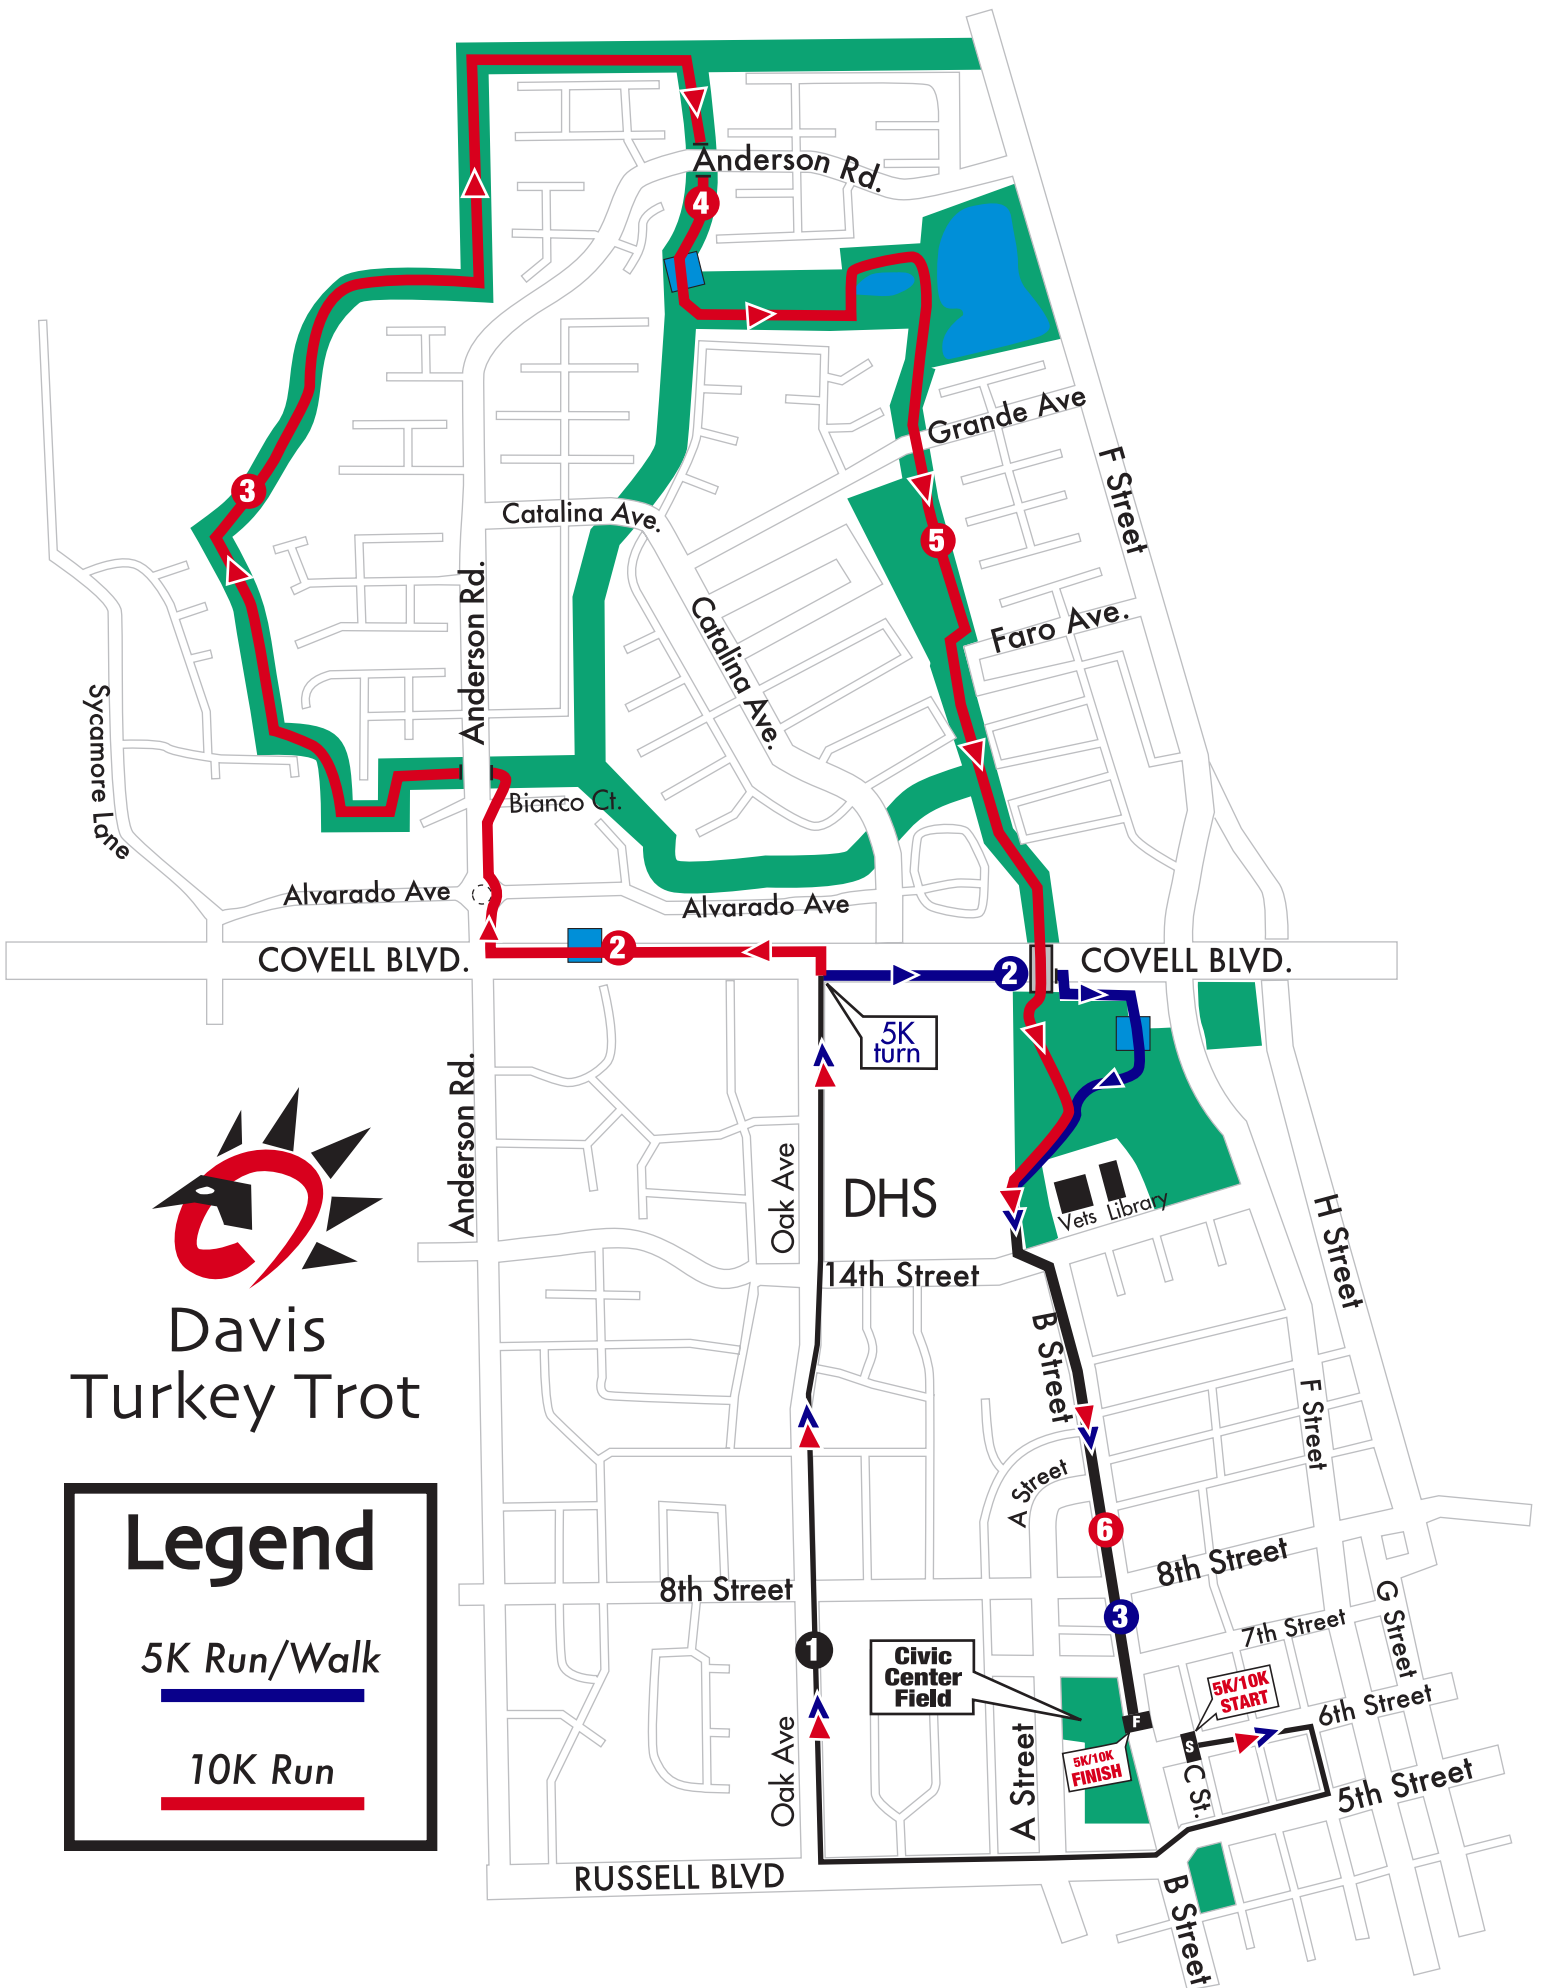 Anderson Rd.
4
Grande Ave
F Street
3
Catalina Ave.
5
Anderson Rd.
Catalina Ave.
Faro Ave.
Sycamore Lane
Bianco Ct.
Alvarado Ave
Alvarado Ave
COVELL BLVD.
2
2
COVELL BLVD.
5K
turn
Anderson Rd.
Oak Ave
DHS
Vets
Library
H Street
14th Street
B Street
Davis
Turkey Trot
F Street
A Street
6
Legend
5K Run/Walk
10K Run
8th Street
8th Street
3
7th Street
G Street
1
Civic
Center
Field
5K/10K
START
6th Street
F
S
5K/10K
FINISH
C St.
5th Street
Oak Ave
A Street
RUSSELL BLVD
B Street